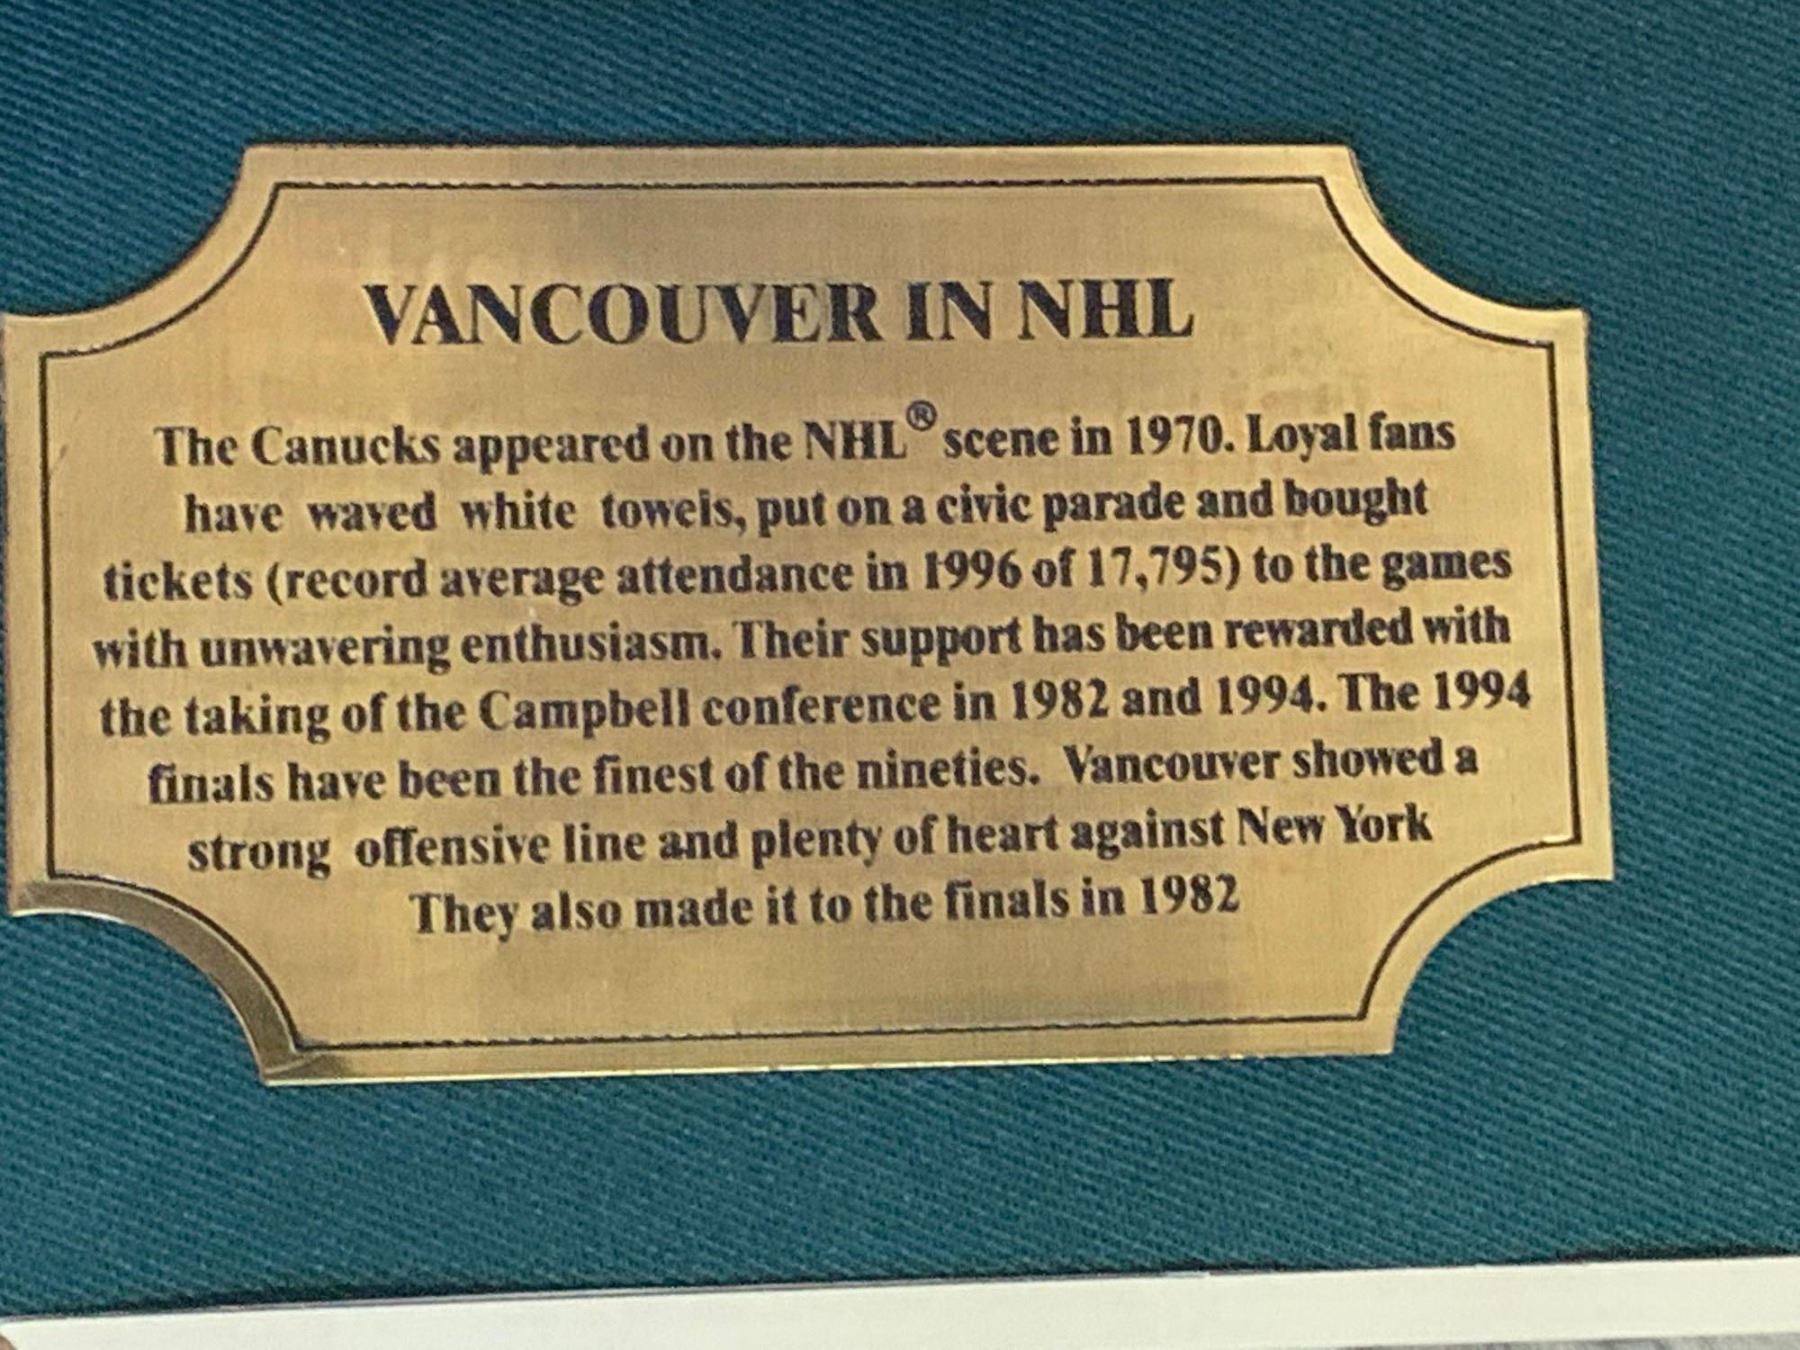 VANCOUVER IN NHL
The Canucks appeared on the NHL® scene in 1970. Loyal fans
have waved white towels, put on a civic parade and bought
tickets (record average attendance in 1996 of 17,795) to the games
with unwavering enthusiasm. Their support has been rewarded with
the taking of the Campbell conference in 1982 and 1994. The 1994
finals have been the finest of the nineties. Vancouver showed a
strong offensive line and plenty of heart against New York
They also made it to the finals in 1982